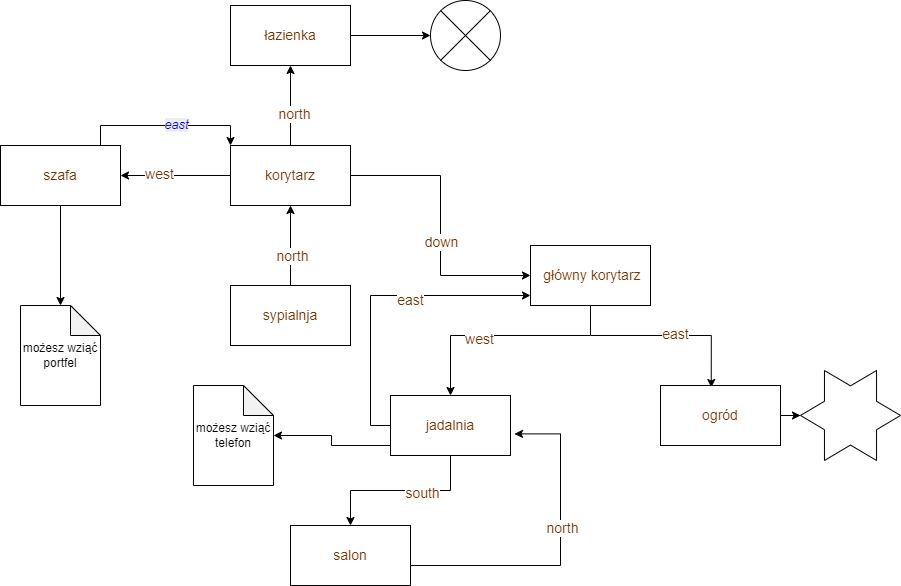 łazienka
north
east
szafa
west
korytarz
down
north
główny korytarz
sypialnja
east
możesz wziąć
portfel
west
east
jadalnia
ogród
możesz wziąć
telefon
south
north
salon